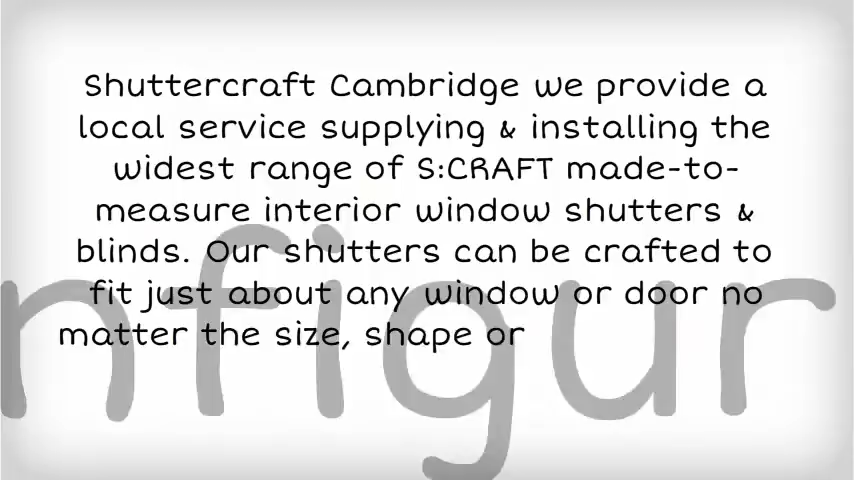 Shuttercraft Cambridge we provide a
local service supplying & installing the
widest range of S:CRAFT made-to-
measure interior window shutters &
blinds. Our shutters can be crafted to
fit just about any window or door no
matter the size, shape or
nfigur